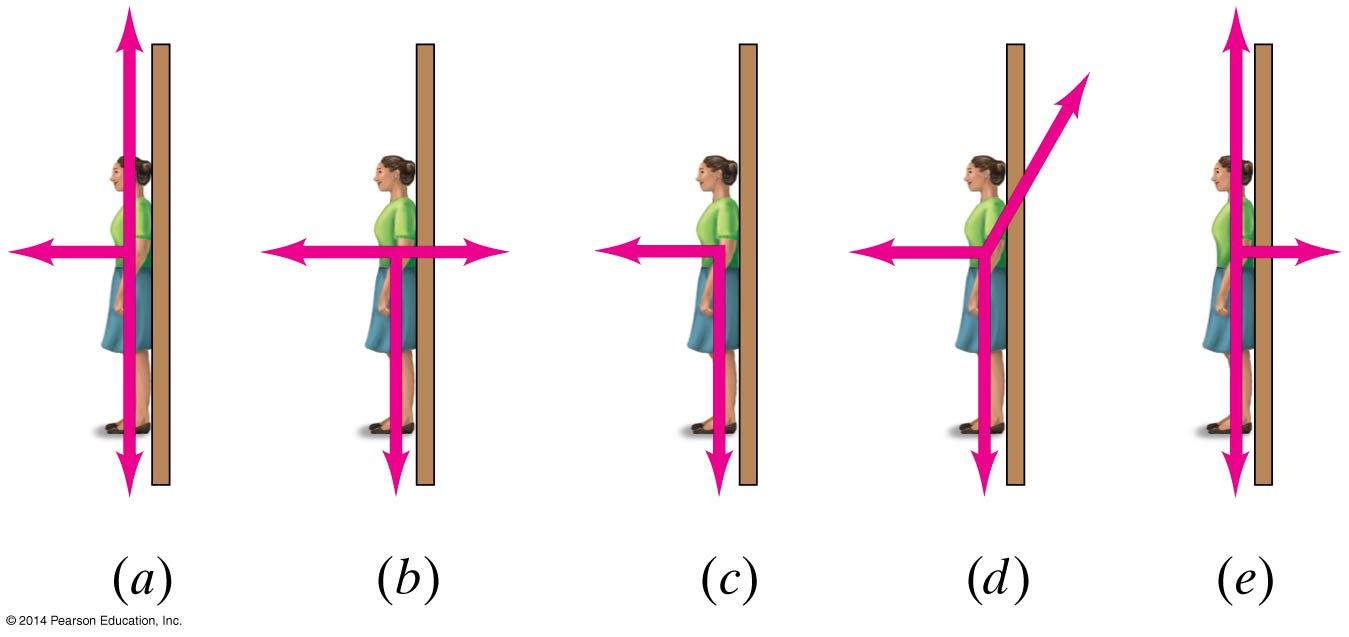 (a) (b) (c) (d) (e)
© 2014 Pearson Education, Inc.